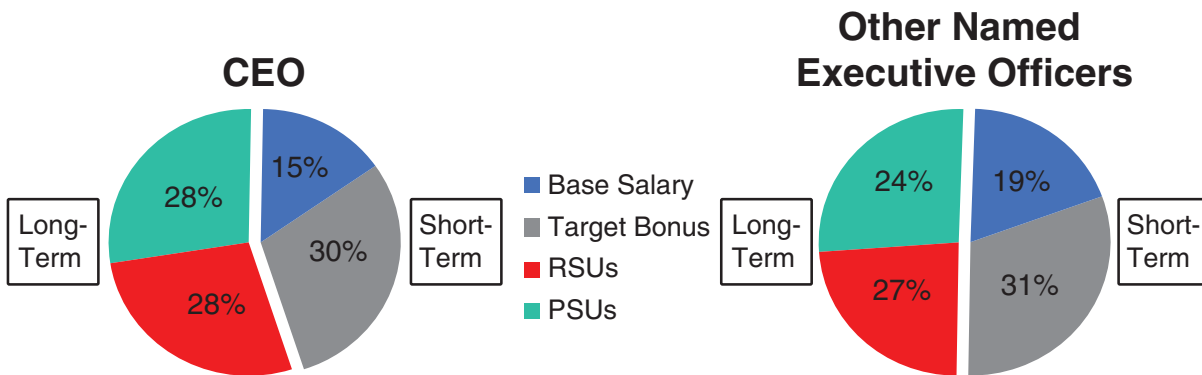 CEO
15%
30%
28%
28%
Long-
Term
Short-
Term
Base Salary
Target Bonus
RSUs
PSUs
Other Named
Executive Officers
19%
31%
27%
24%
Long-
Term
Short-
Term